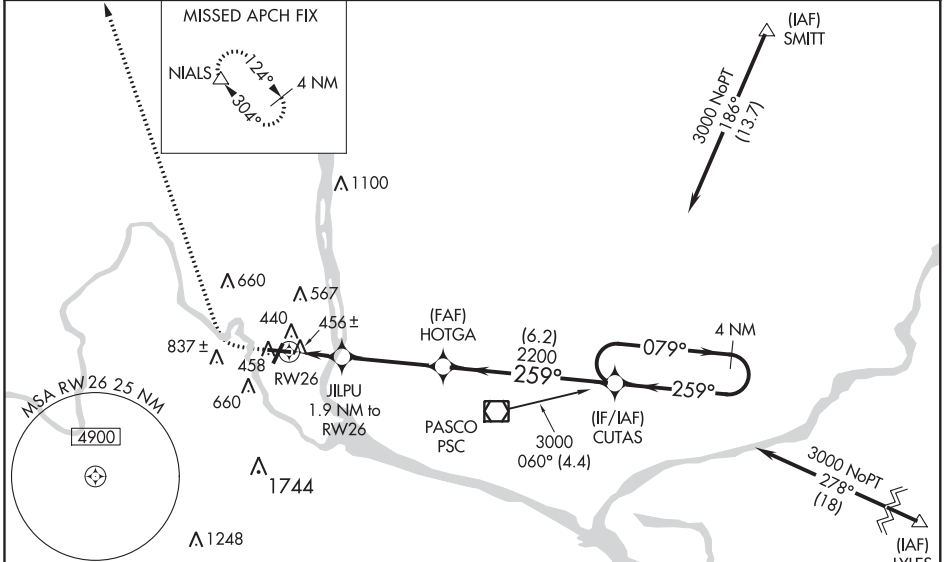 MISSED APCH FIX
NIALS
124°
4 NM
304°
(IAF)
SMITT
3000 NoPT
186°
(13.7)
1100
660
567
440
456±
837±
458
RW26
660
JILPU
1.9 NM to
RW26
(FAF)
HOTGA
(6.2)
2200
259°
4 NM
079°
259°
(IF/IAF)
CUTAS
PASCO
PSC
3000
060° (4.4)
MSA RW26 25 NM
4900
1744
1248
3000 NoPT
278°
(18)
(IAF)